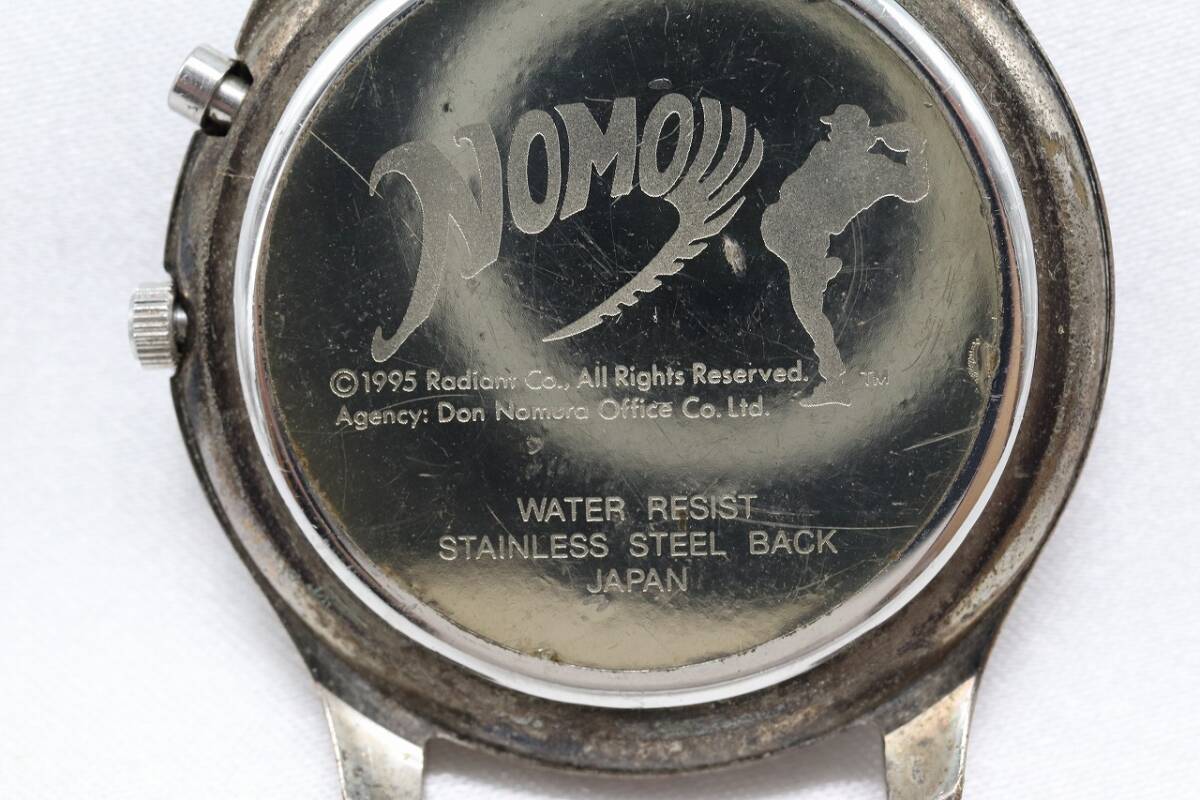 NOMO
©1995 Radiant Co., All Rights Reserved. TM
Agency: Don Nomura Office Co. Ltd.
WATER RESIST
STAINLESS STEEL BACK
JAPAN